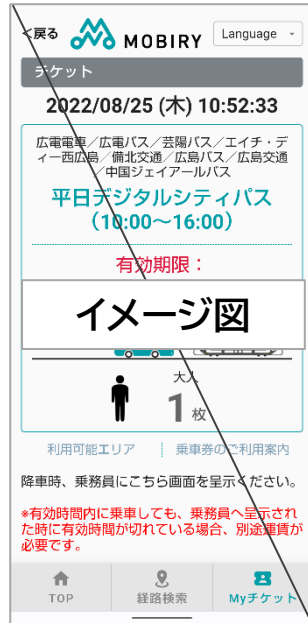 <戻る MOBIRY Language
チケット
2022/08/25 (木) 10:52:33
広電電車／広電バス／芸陽バス／エイチ・デ
ィー西広島／備北交通／広島バス／広島交通
／中国ジェイアールバス
平日デジタルシティパス
（10:00〜16:00）
有効期限：
イメージ図
大人
1枚
利用可能エリア 乗車券のご利用案内
降車時、乗務員にこちら画面を呈示ください。
*有効時間内に乗車しても、乗務員へ呈示され
た時に有効時間が切れている場合、別途運賃が
必要です。
TOP 経路検索 Myチケット